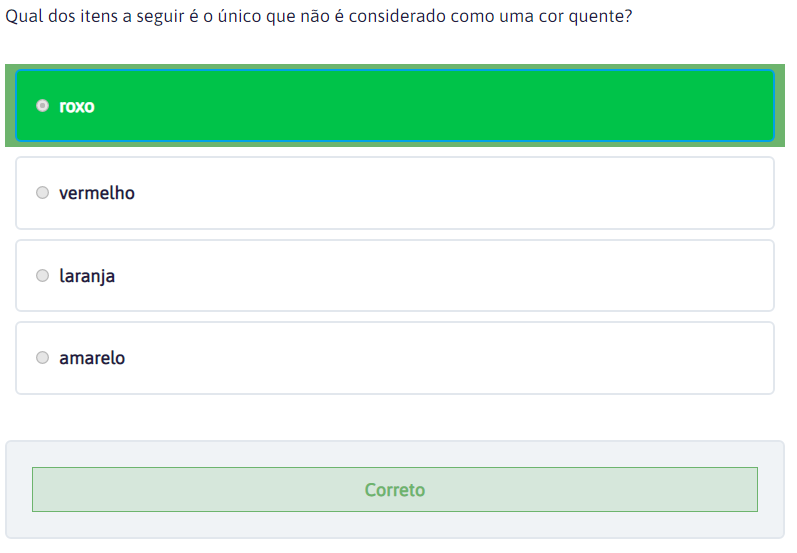 Qual dos itens a seguir é o único que não é considerado como uma cor quente?
roxo
vermelho
laranja
amarelo
Correto